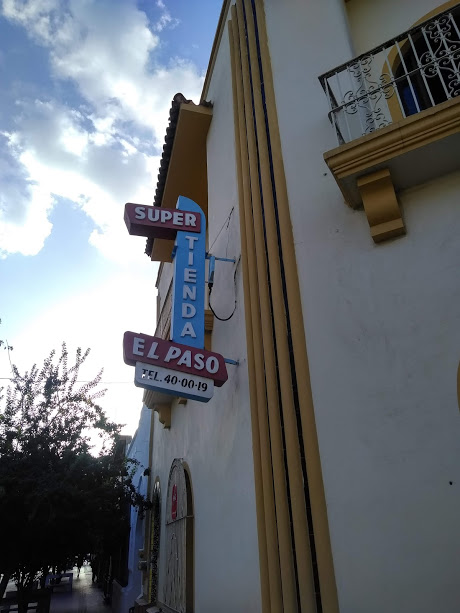 SUPER
TIENDA
EL PASO
TEL. 40-00-19